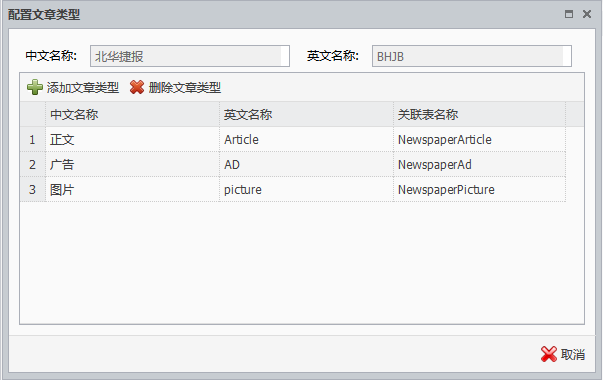 配置文章类型
中文名称: 北华捷报 英文名称: BHJB
添加文章类型 删除文章类型
中文名称 英文名称 关联表名称
1 正文 Article NewspaperArticle
2 广告 AD NewspaperAd
3 图片 picture NewspaperPicture
取消